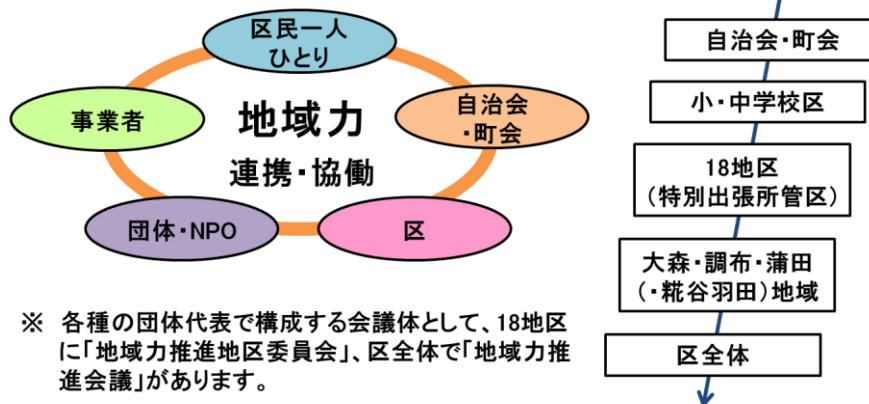 区民一人
ひとり
事業者
地域力
連携・協働
自治会
・町会
団体・NPO
区
※ 各種の団体代表で構成する会議体として、18地区
に「地域力推進地区委員会」、区全体で「地域力推
進会議」があります。
自治会・町会
小・中学校区
18地区
(特別出張所管区)
大森・調布・蒲田
(・糀谷羽田)地域
区全体